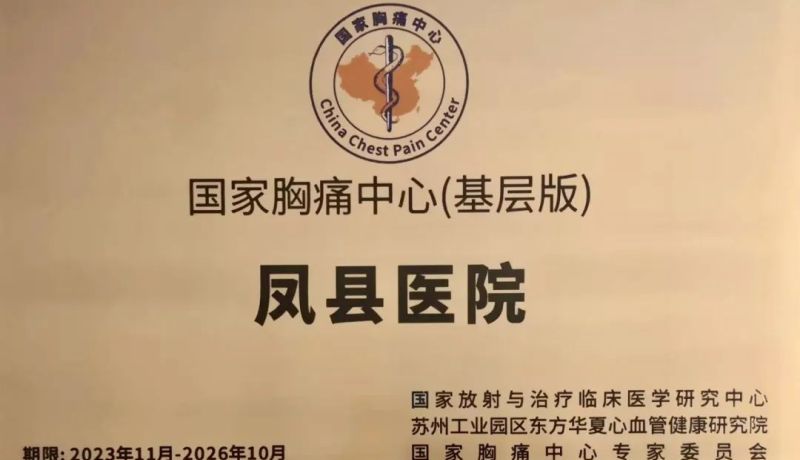 国家胸痛中心
China Chest Pain Center
国家胸痛中心(基层版)
凤县医院
国家放射与治疗临床医学研究中心
苏州工业园区东方华夏心血管健康研究院
国家胸痛中心专家委员会
期限: 2023年11月-2026年10月